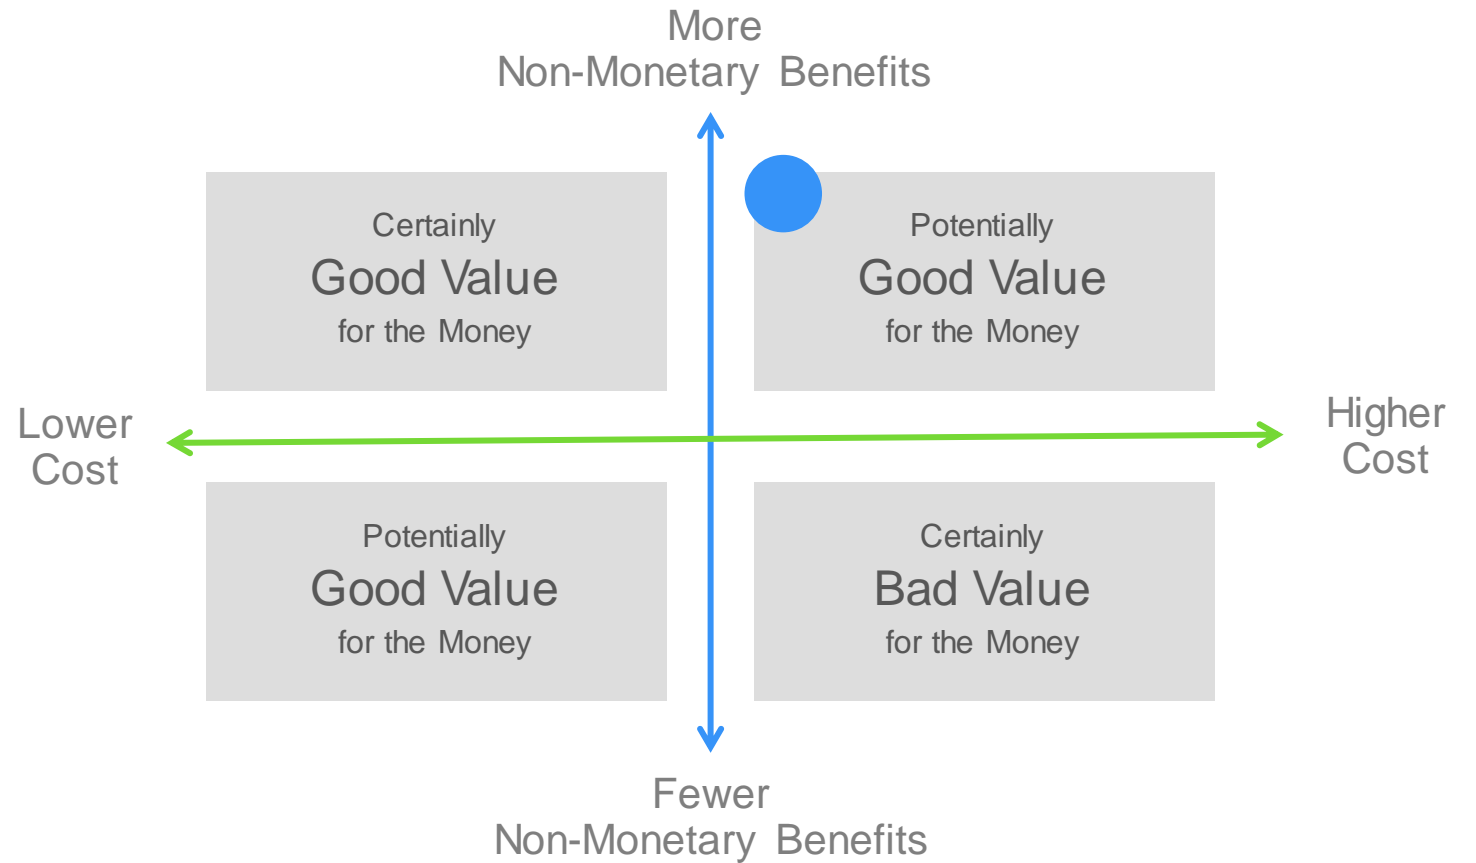 More
Non-Monetary Benefits
Certainly
Good Value
for the Money
Potentially
Good Value
for the Money
Lower
Cost
Higher
Cost
Potentially
Good Value
for the Money
Certainly
Bad Value
for the Money
Fewer
Non-Monetary Benefits